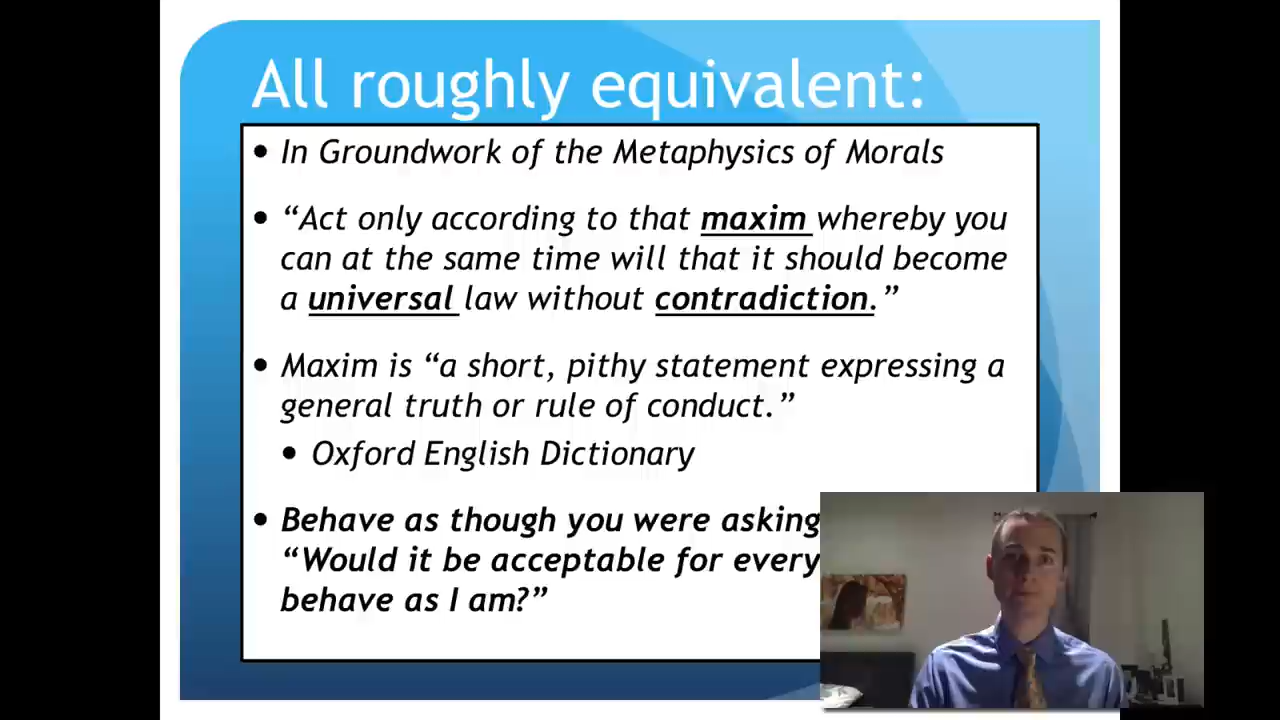 All roughly equivalent:
• In Groundwork of the Metaphysics of Morals
• “Act only according to that maxim whereby you
can at the same time will that it should become
a universal law without contradiction.”
• Maxim is “a short, pithy statement expressing a
general truth or rule of conduct.”
• Oxford English Dictionary
• Behave as though you were asking
“Would it be acceptable for every
behave as I am?”